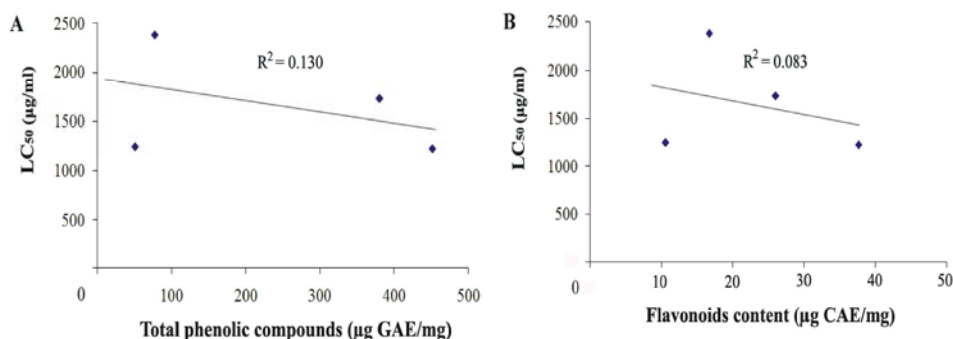 A
2500
2000
1500
1000
500
0
100
200
300
400
500
LC₅₀ (µg/ml)
R² = 0.130
Total phenolic compounds (µg GAE/mg)
B
2500
2000
1500
1000
500
0
10
20
30
40
50
LC₅₀ (µg/ml)
R² = 0.083
Flavonoids content (µg CAE/mg)